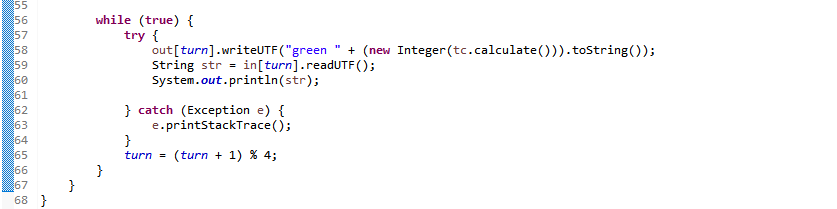 55
56 while (true) {
57 try {
58 out[turn].writeUTF("green " + (new Integer(tc.calculate())).toString());
59 String str = in[turn].readUTF();
60 System.out.println(str);
61
62 } catch (Exception e) {
63 e.printStackTrace();
64 }
65 turn = (turn + 1) % 4;
66 }
67 }
68 }